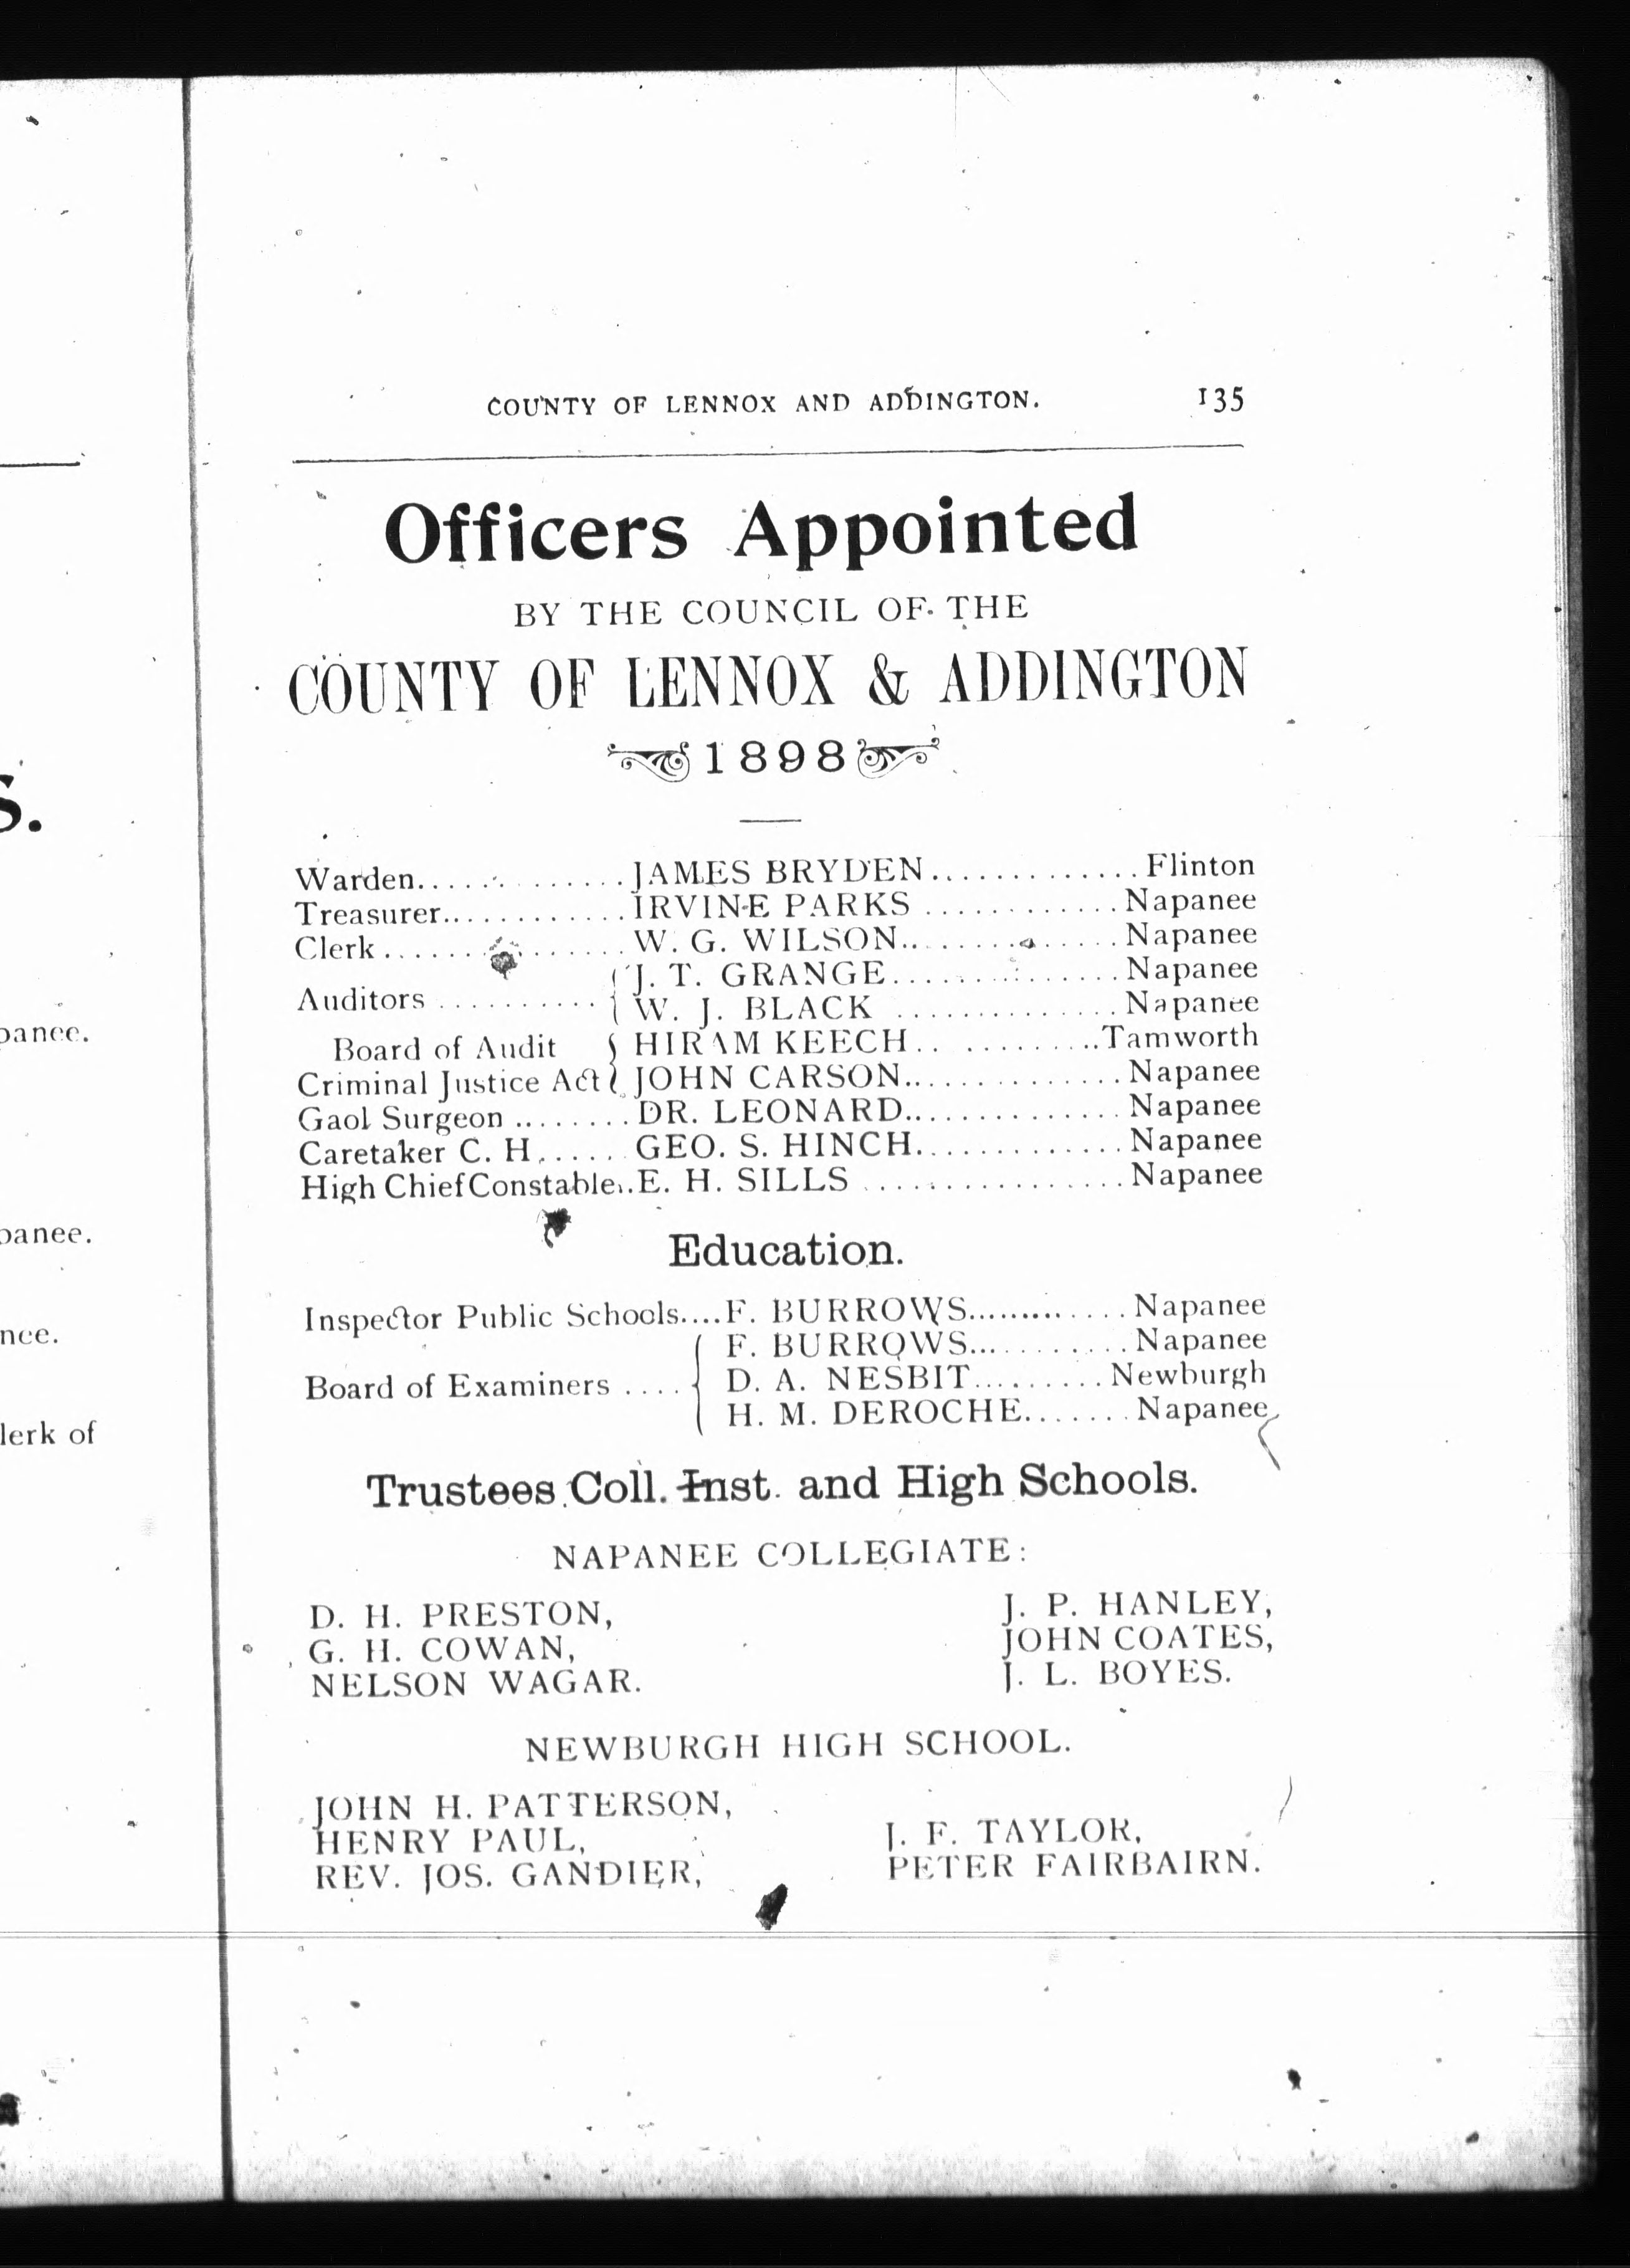 COUNTY OF LENNOX AND ADDINGTON. 135
Officers Appointed
BY THE COUNCIL OF THE
COUNTY OF LENNOX & ADDINGTON
1898
Warden...............JAMES BRYDEN..............Flinton
Treasurer.............IRVINE PARKS.............Napanee
Clerk.................W. G. WILSON..............Napanee
Auditors........... { J. T. GRANGE...............Napanee
W. J. BLACK ...............Napanee
Board of Audit { HIRAM KEECH.. ..........Tamworth
Criminal Justice Act JOHN CARSON...............Napanee
Gaol Surgeon ........DR. LEONARD...............Napanee
Caretaker C. H. ..... GEO. S. HINCH..............Napanee
High Chief Constable..E. H. SILLS ................Napanee
Education.
Inspector Public Schools....F. BURROWS.............Napanee
{ F. BURROWS............Napanee
Board of Examiners .... D. A. NESBIT.........Newburgh
H. M. DEROCHE.......Napanee
Trustees Coll. Inst. and High Schools.
NAPANEE COLLEGIATE:
D. H. PRESTON, J. P. HANLEY,
G. H. COWAN, JOHN COATES,
NELSON WAGAR. J. L. BOYES.
NEWBURGH HIGH SCHOOL.
JOHN H. PATTERSON,
HENRY PAUL, J. F. TAYLOR,
REV. JOS. GANDIER, PETER FAIRBAIRN.
s.
panee.
panee.
nee.
lerk of